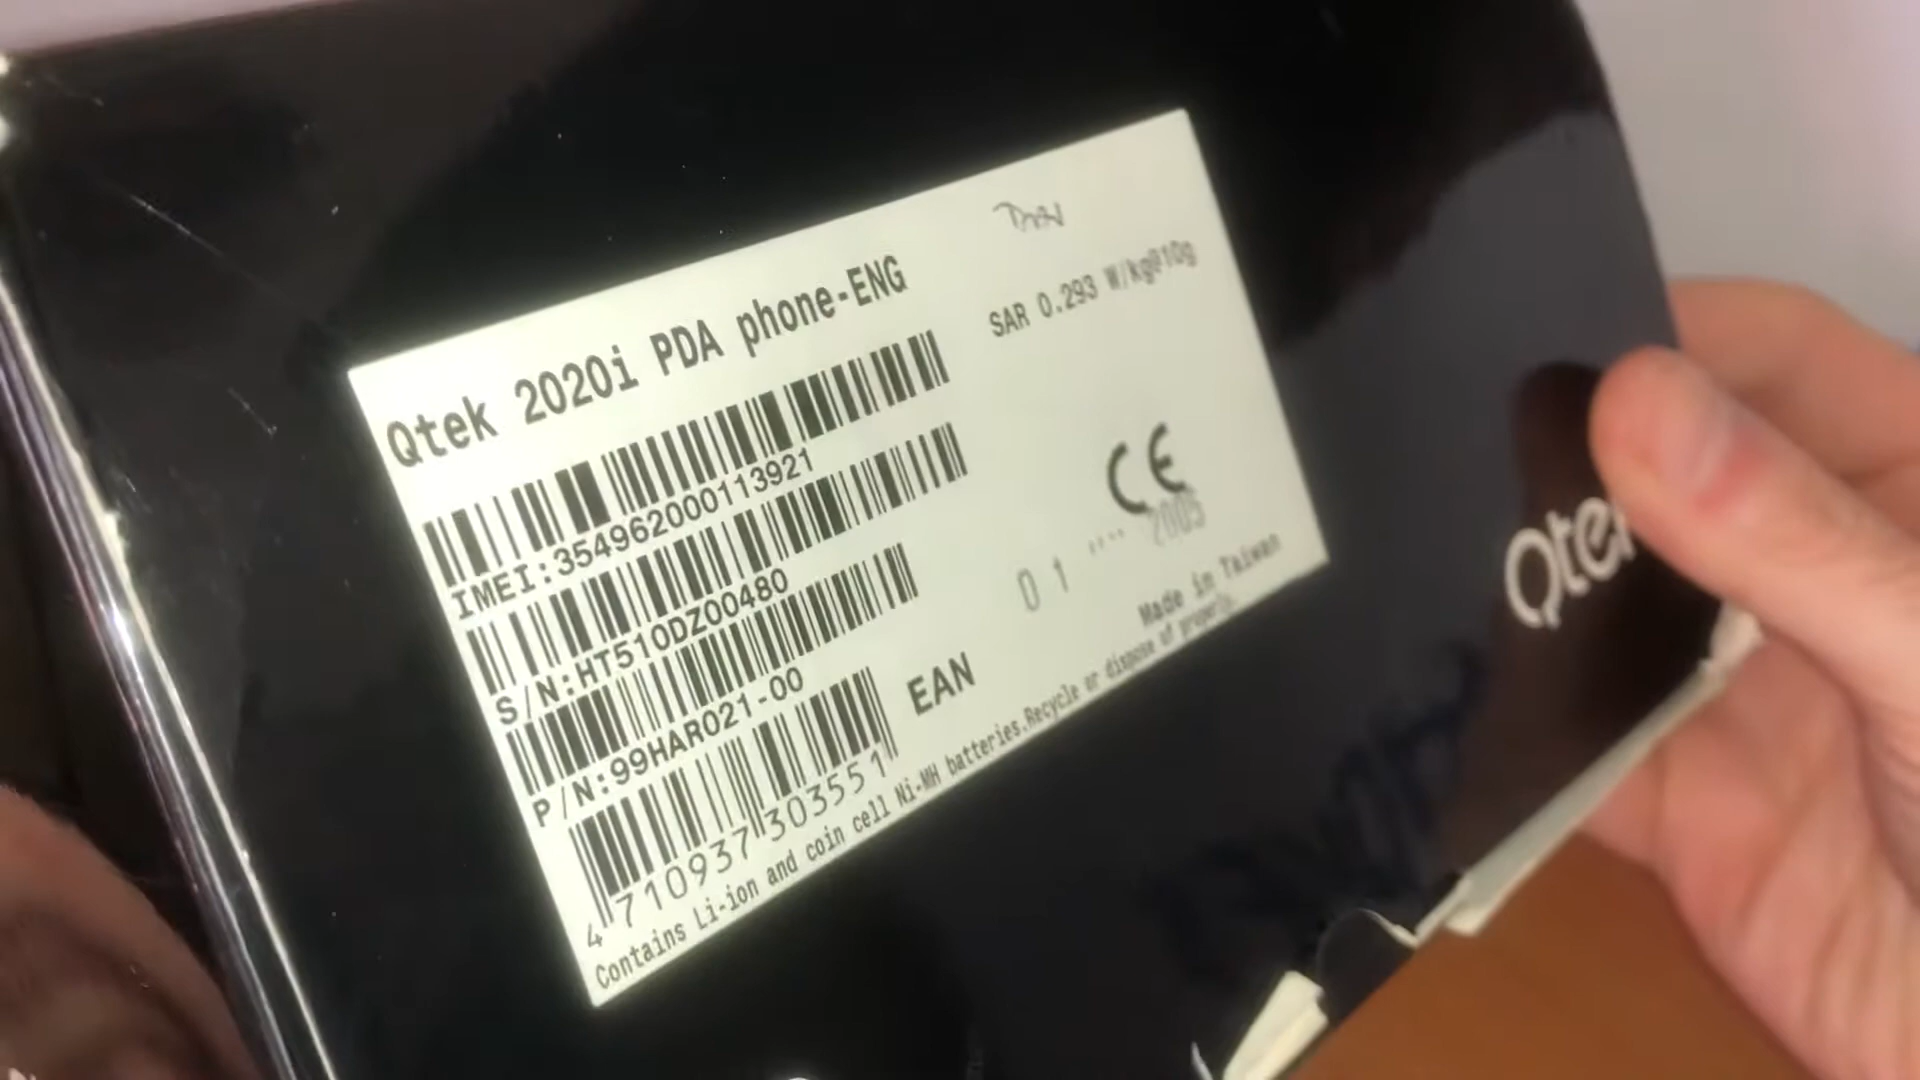 Qtek 2020i PDA phone-ENG
SAR 0.293 W/kg@10g
IMEI:354962000113921
S/N:HT510DZ00480
P/N:99HAR021-00
4 710937 303551
EAN
CE
01 2005
Made in Taiwan
Contains Li-ion and coin cell Ni-MH batteries.Recycle or dispose of properly.
Qtek